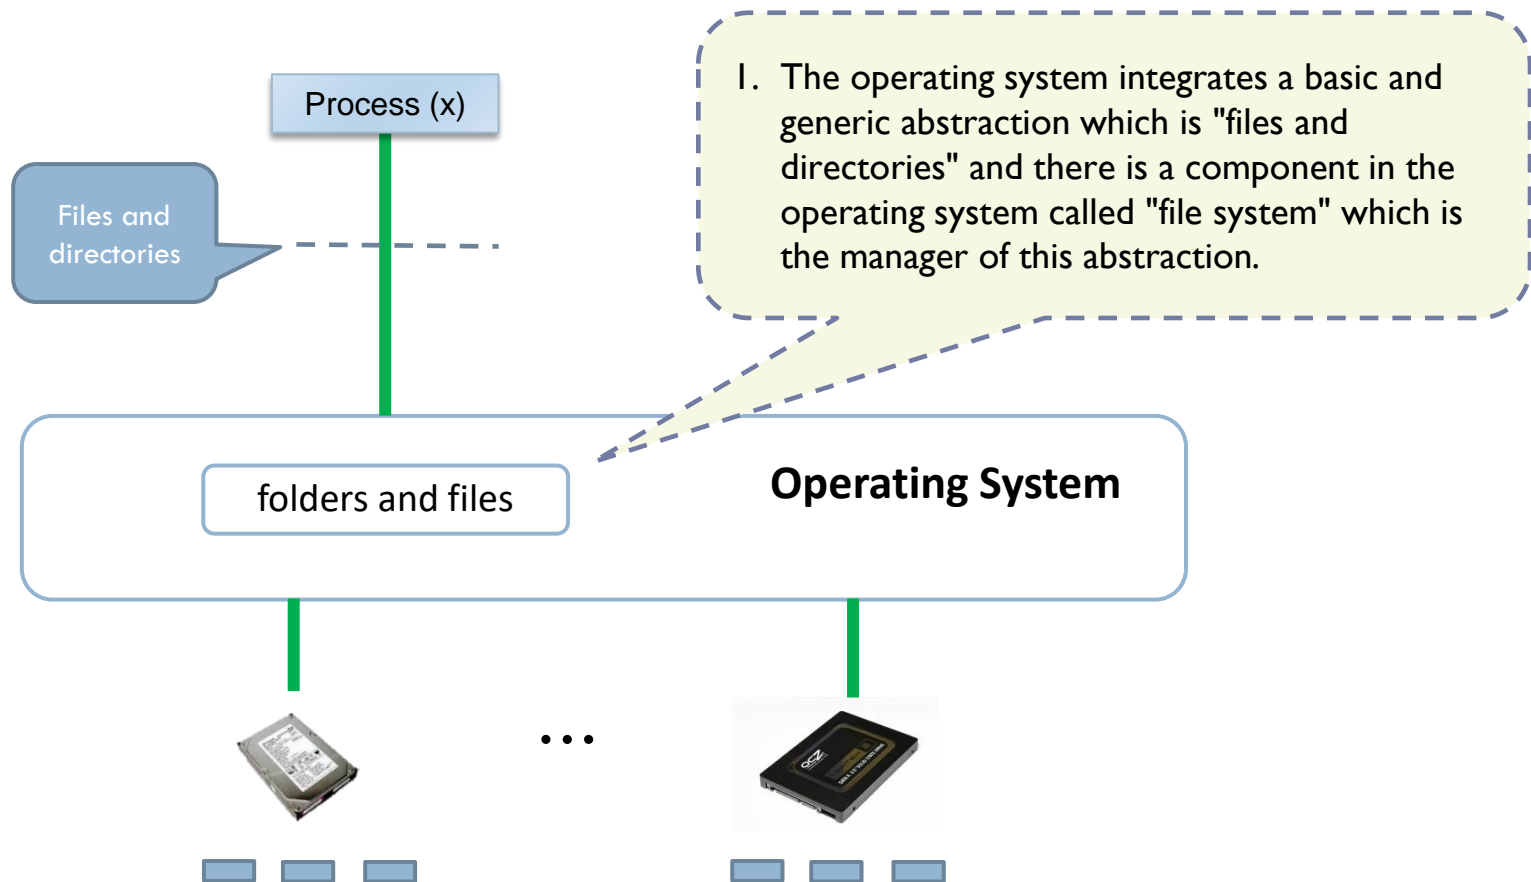 Process (x)
1. The operating system integrates a basic and
generic abstraction which is "files and
directories" and there is a component in the
operating system called "file system" which is
the manager of this abstraction.
Files and
directories
folders and files
Operating System
...
OCZ